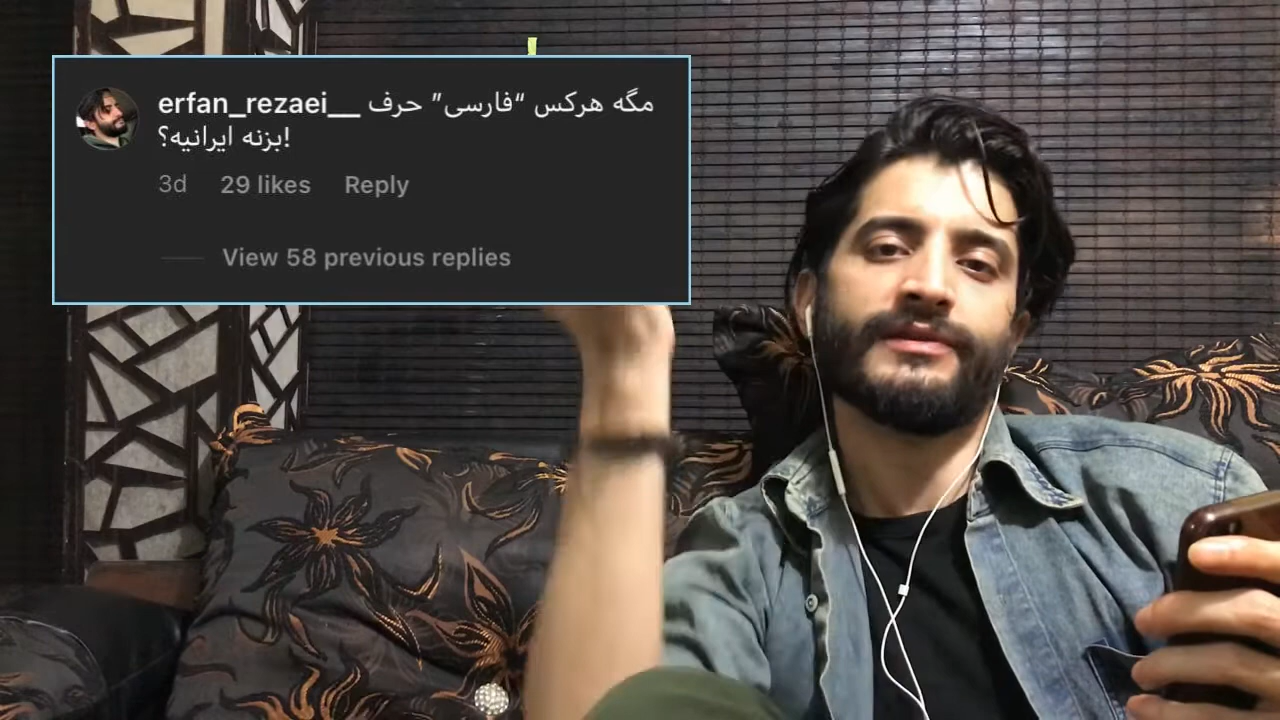 erfan_rezaei__ مگه هرکس “فارسی” حرف
بزنه ایرانیه؟!
3d 29 likes Reply
View 58 previous replies